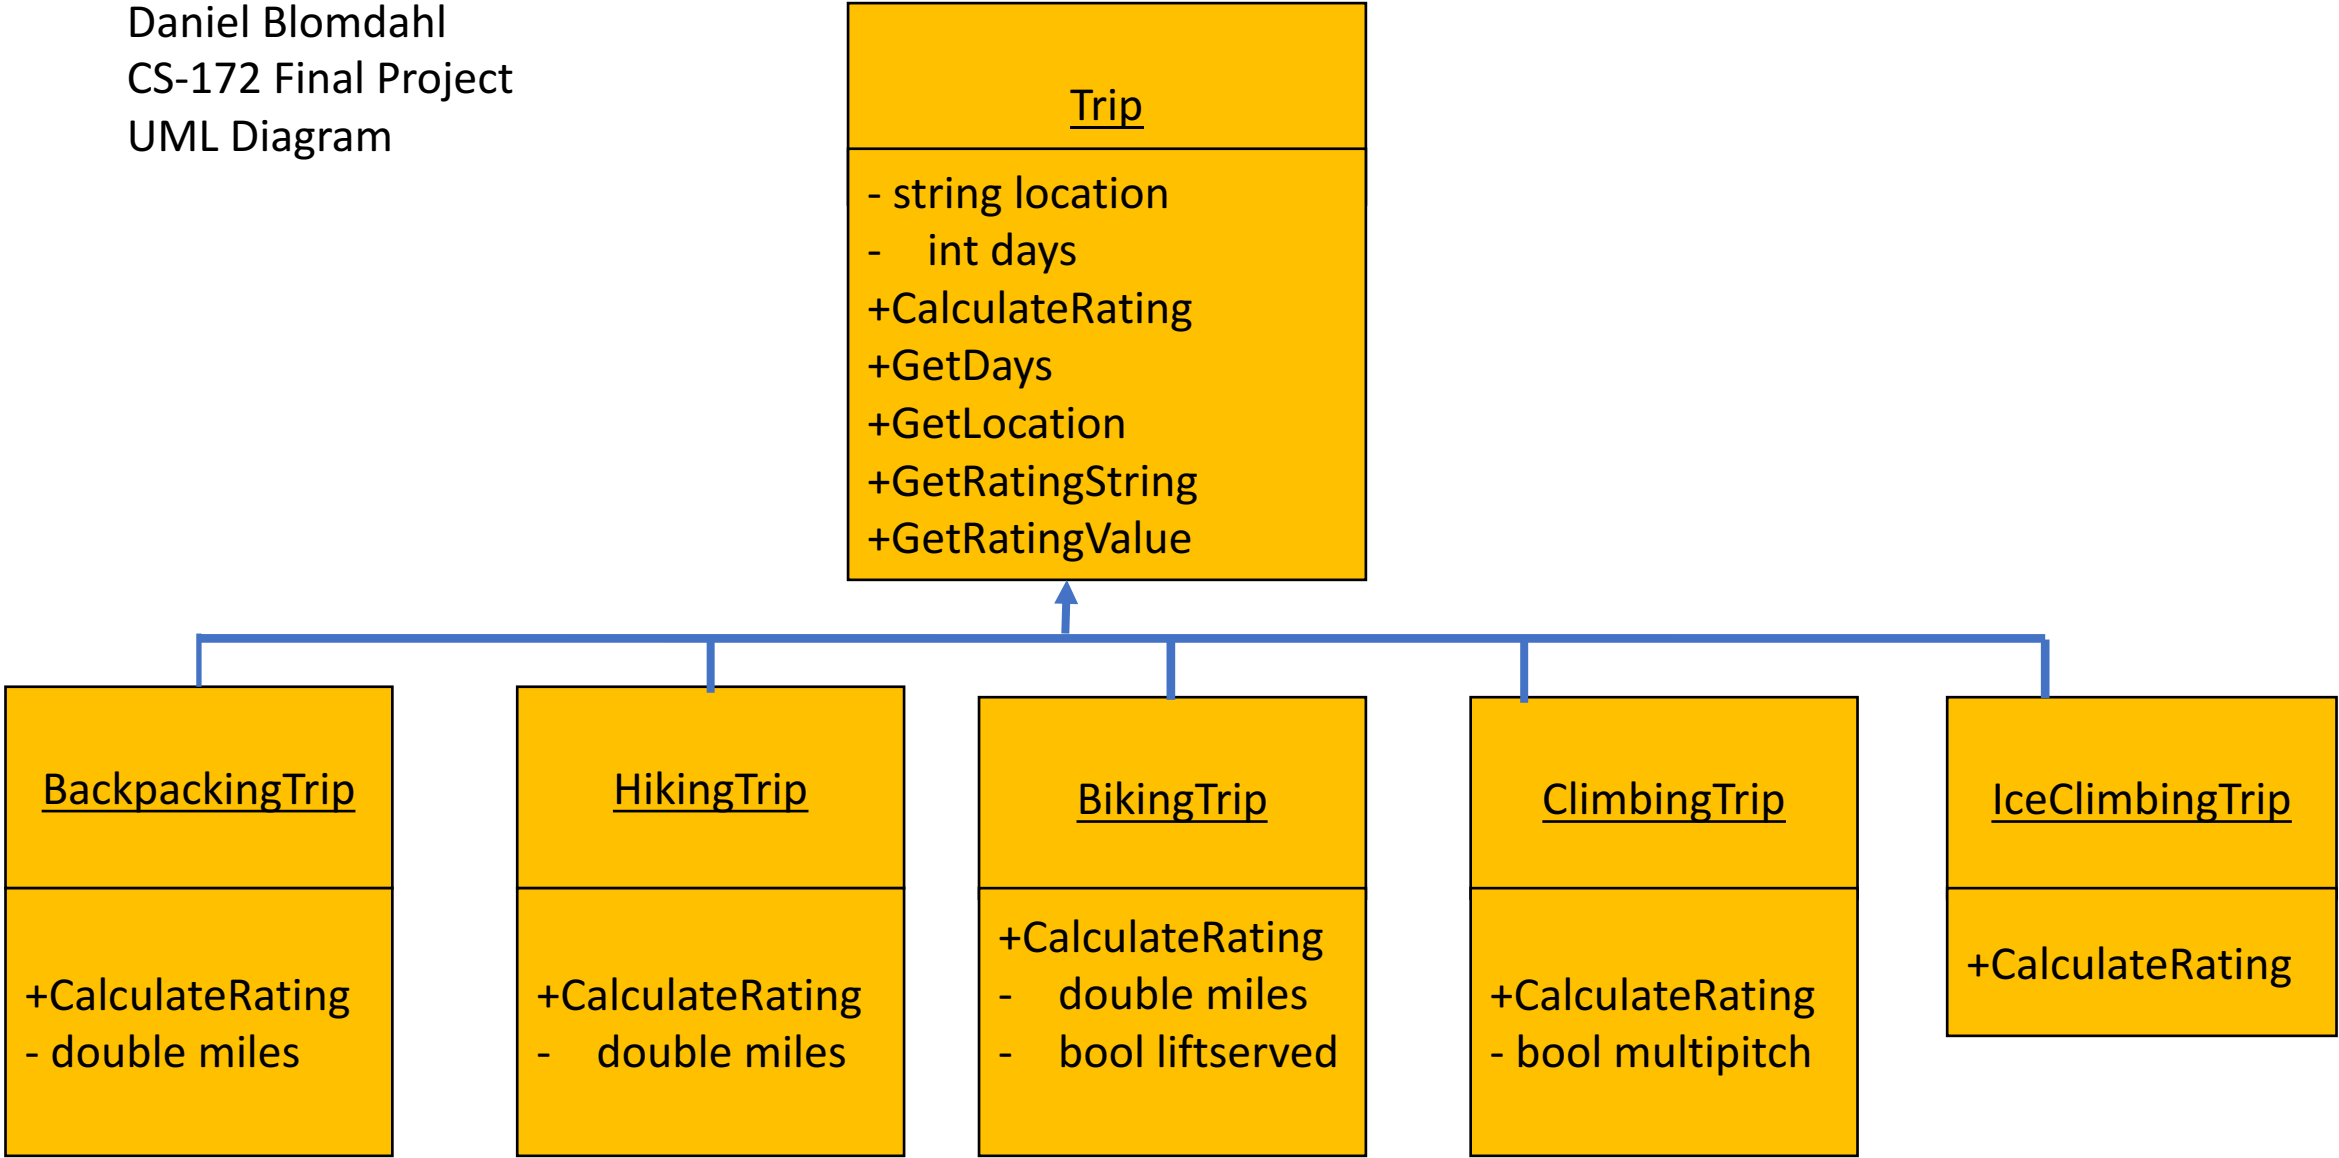 Daniel Blomdahl
CS-172 Final Project
UML Diagram
Trip
- string location
- int days
+CalculateRating
+GetDays
+GetLocation
+GetRatingString
+GetRatingValue
BackpackingTrip
+CalculateRating
- double miles
HikingTrip
+CalculateRating
- double miles
BikingTrip
+CalculateRating
- double miles
- bool liftserved
ClimbingTrip
+CalculateRating
- bool multipitch
IceClimbingTrip
+CalculateRating